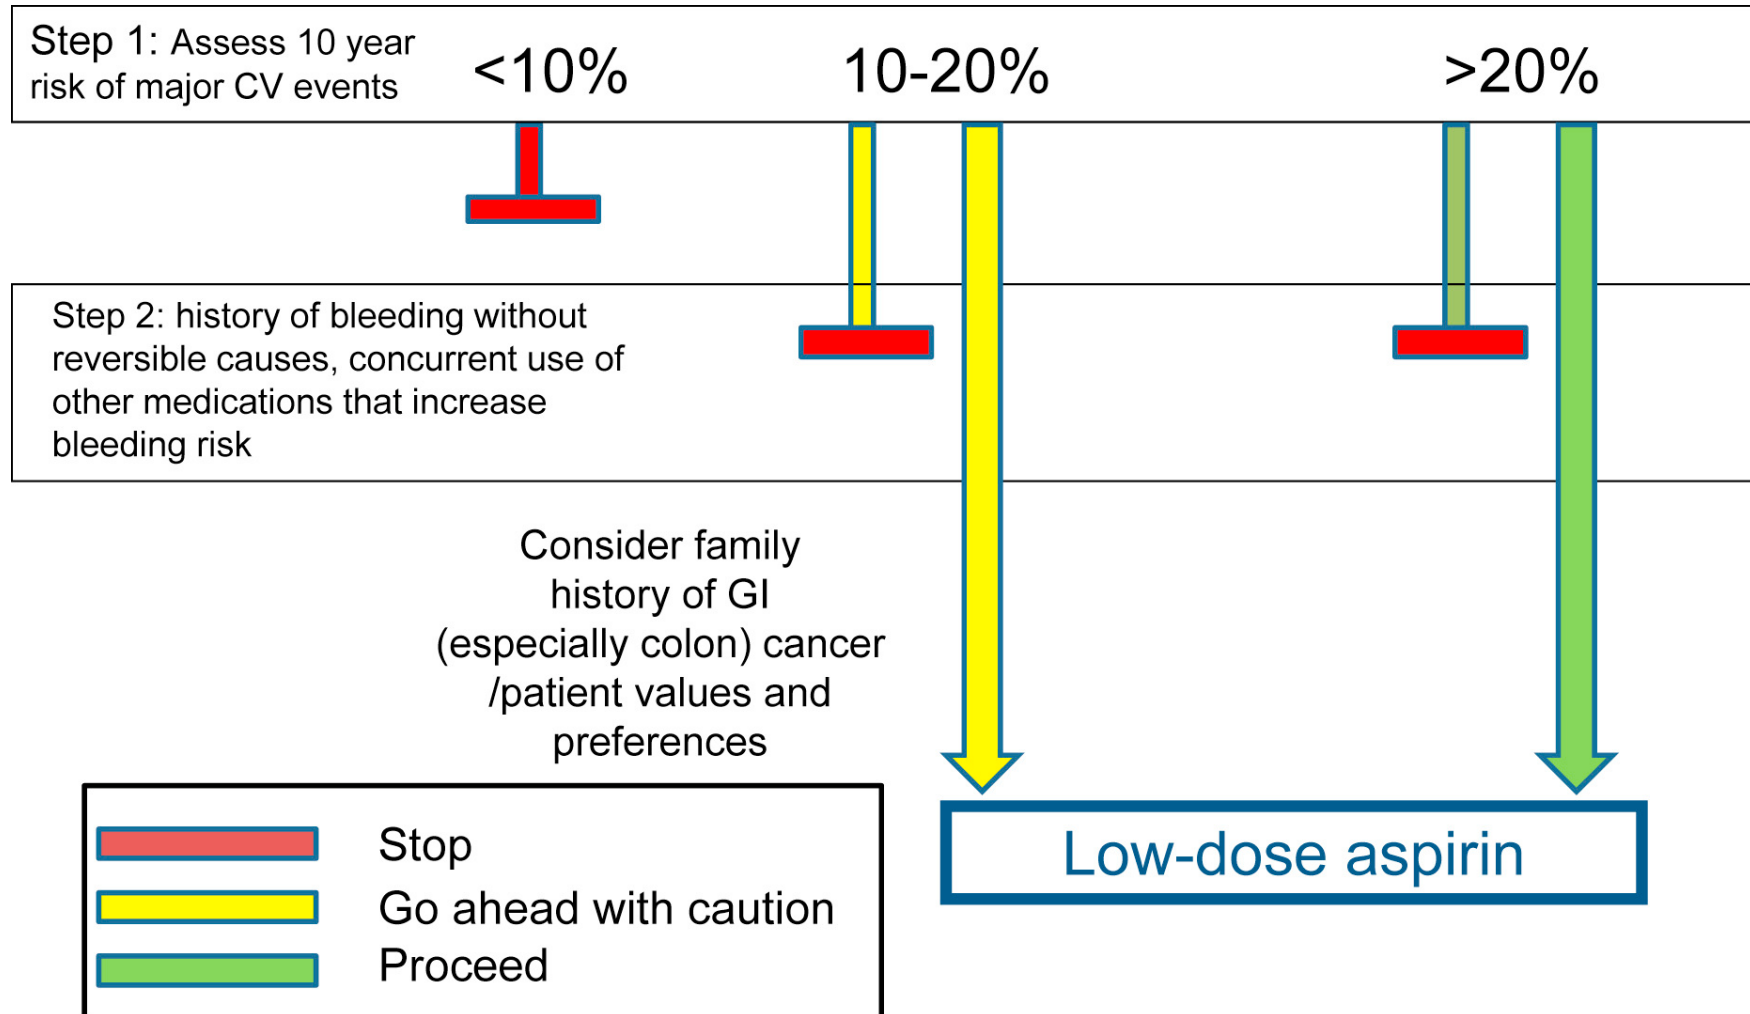 Step 1: Assess 10 year
risk of major CV events
<10%
10-20%
>20%
Step 2: history of bleeding without
reversible causes, concurrent use of
other medications that increase
bleeding risk
Consider family
history of GI
(especially colon) cancer
/patient values and
preferences
Stop
Go ahead with caution
Proceed
Low-dose aspirin